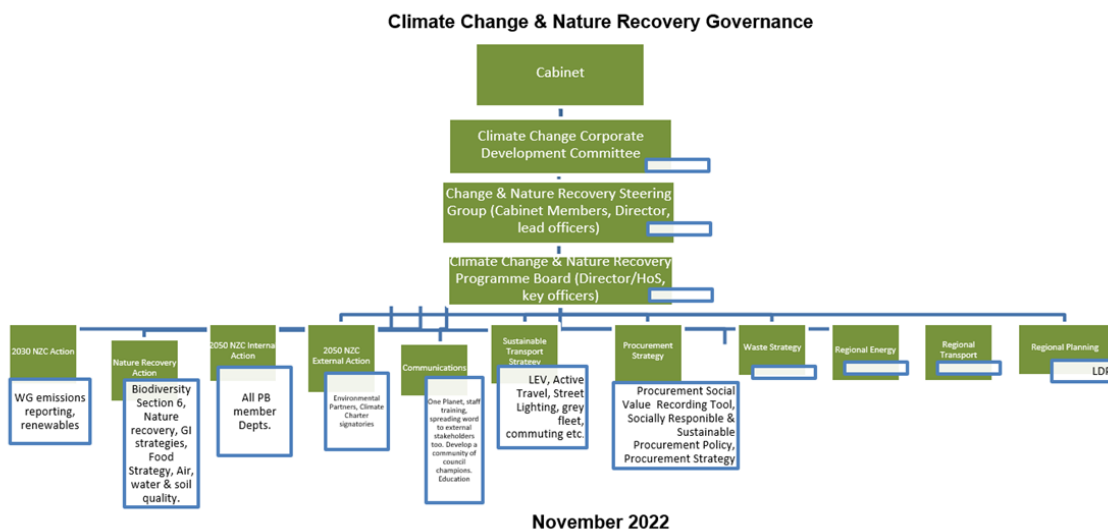 Climate Change & Nature Recovery Governance
Cabinet
Climate Change Corporate
Development Committee
Change & Nature Recovery Steering
Group (Cabinet Members, Director,
lead officers)
Climate Change & Nature Recovery
Programme Board (Director/HoS,
key officers)
2030 NZC Action
WG emissions
reporting,
renewables
Nature Recovery
Action
Biodiversity
Section 6,
Nature
recovery, GI
strategies,
Food
Strategy, Air,
water & soil
quality.
2050 NZC Internal
Action
All PB
member
Depts.
2050 NZC
External Action
Environmental
Partners, Climate
Charter
signatories
Communications
One Planet, staff
training,
spreading word
to external
stakeholders
too. Develop a
community of
council
champions.
Education
Sustainable
Transport
Strategy
LEV, Active
Travel, Street
Lighting, grey
fleet,
commuting etc.
Procurement
Strategy
Procurement Social
Value Recording Tool,
Socially Responible &
Sustainable
Procurement Policy,
Procurement Strategy
Waste Strategy
Regional Energy
Regional
Transport
Regional Planning
LDP
November 2022